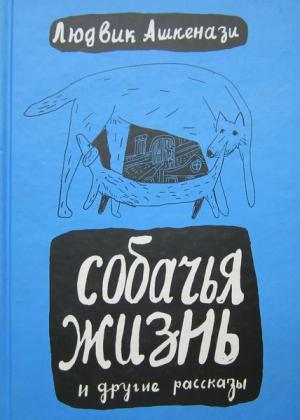 Людвик Ашкенази
собачья
жизнь
и другие рассказы